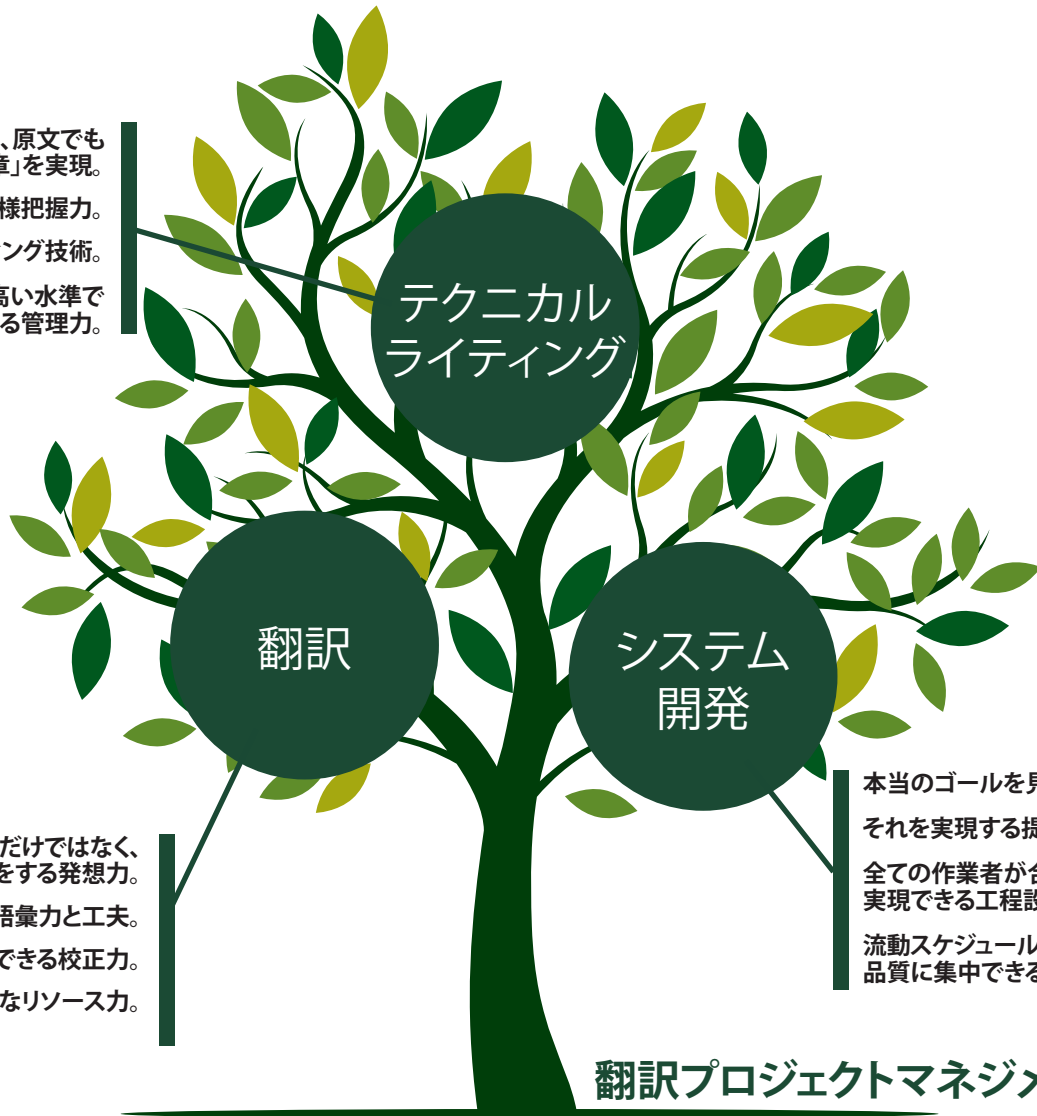 、原文でも
章」を実現。
様把握力。
ング技術。
高い水準で
る管理力。
テクニカル
ライティング
翻訳
システム
開発
だけではなく、
をする発想力。
語彙力と工夫。
できる校正力。
なリソース力。
本当のゴールを見
それを実現する提
全ての作業者が合
実現できる工程設
流動スケジュール
品質に集中できる
翻訳プロジェクトマネジメ